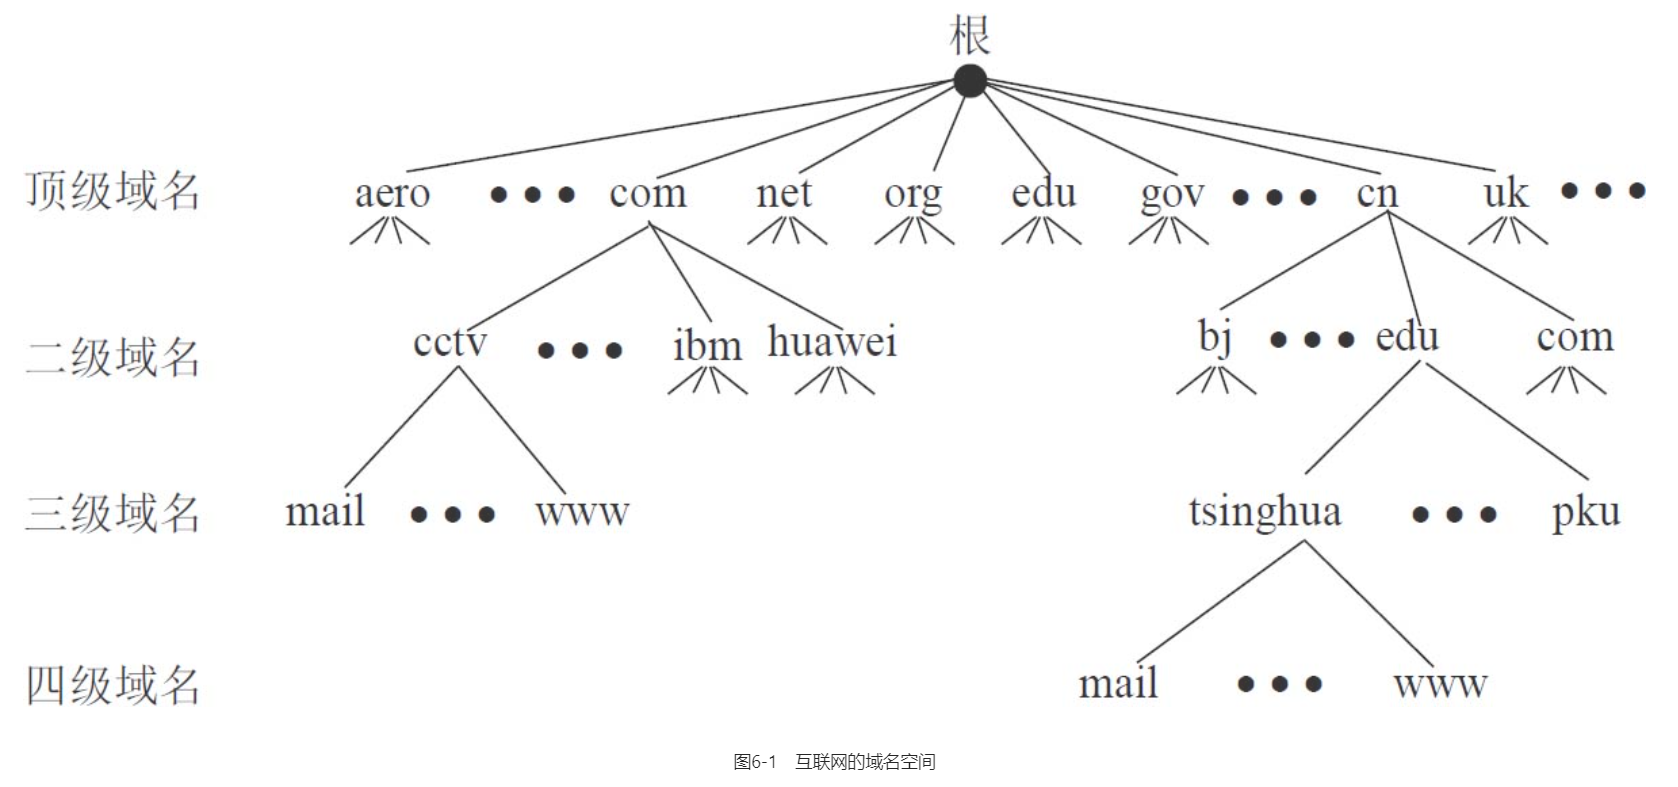 根
顶级域名 aero ••• com net org edu gov ••• cn uk •••
二级域名 cctv ••• ibm huawei bj ••• edu com
三级域名 mail ••• www tsinghua ••• pku
四级域名 mail ••• www
图6-1 互联网的域名空间